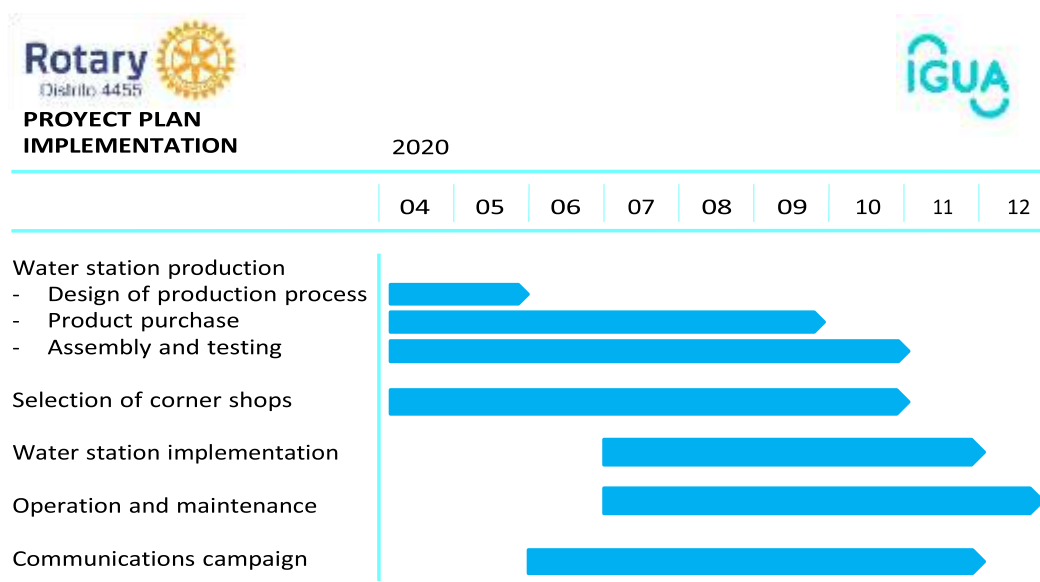 Rotary
Distrito 4455
IGUA
PROYECT PLAN
IMPLEMENTATION
2020
04 05 06 07 08 09 10 11 12
Water station production
- Design of production process
- Product purchase
- Assembly and testing
Selection of corner shops
Water station implementation
Operation and maintenance
Communications campaign